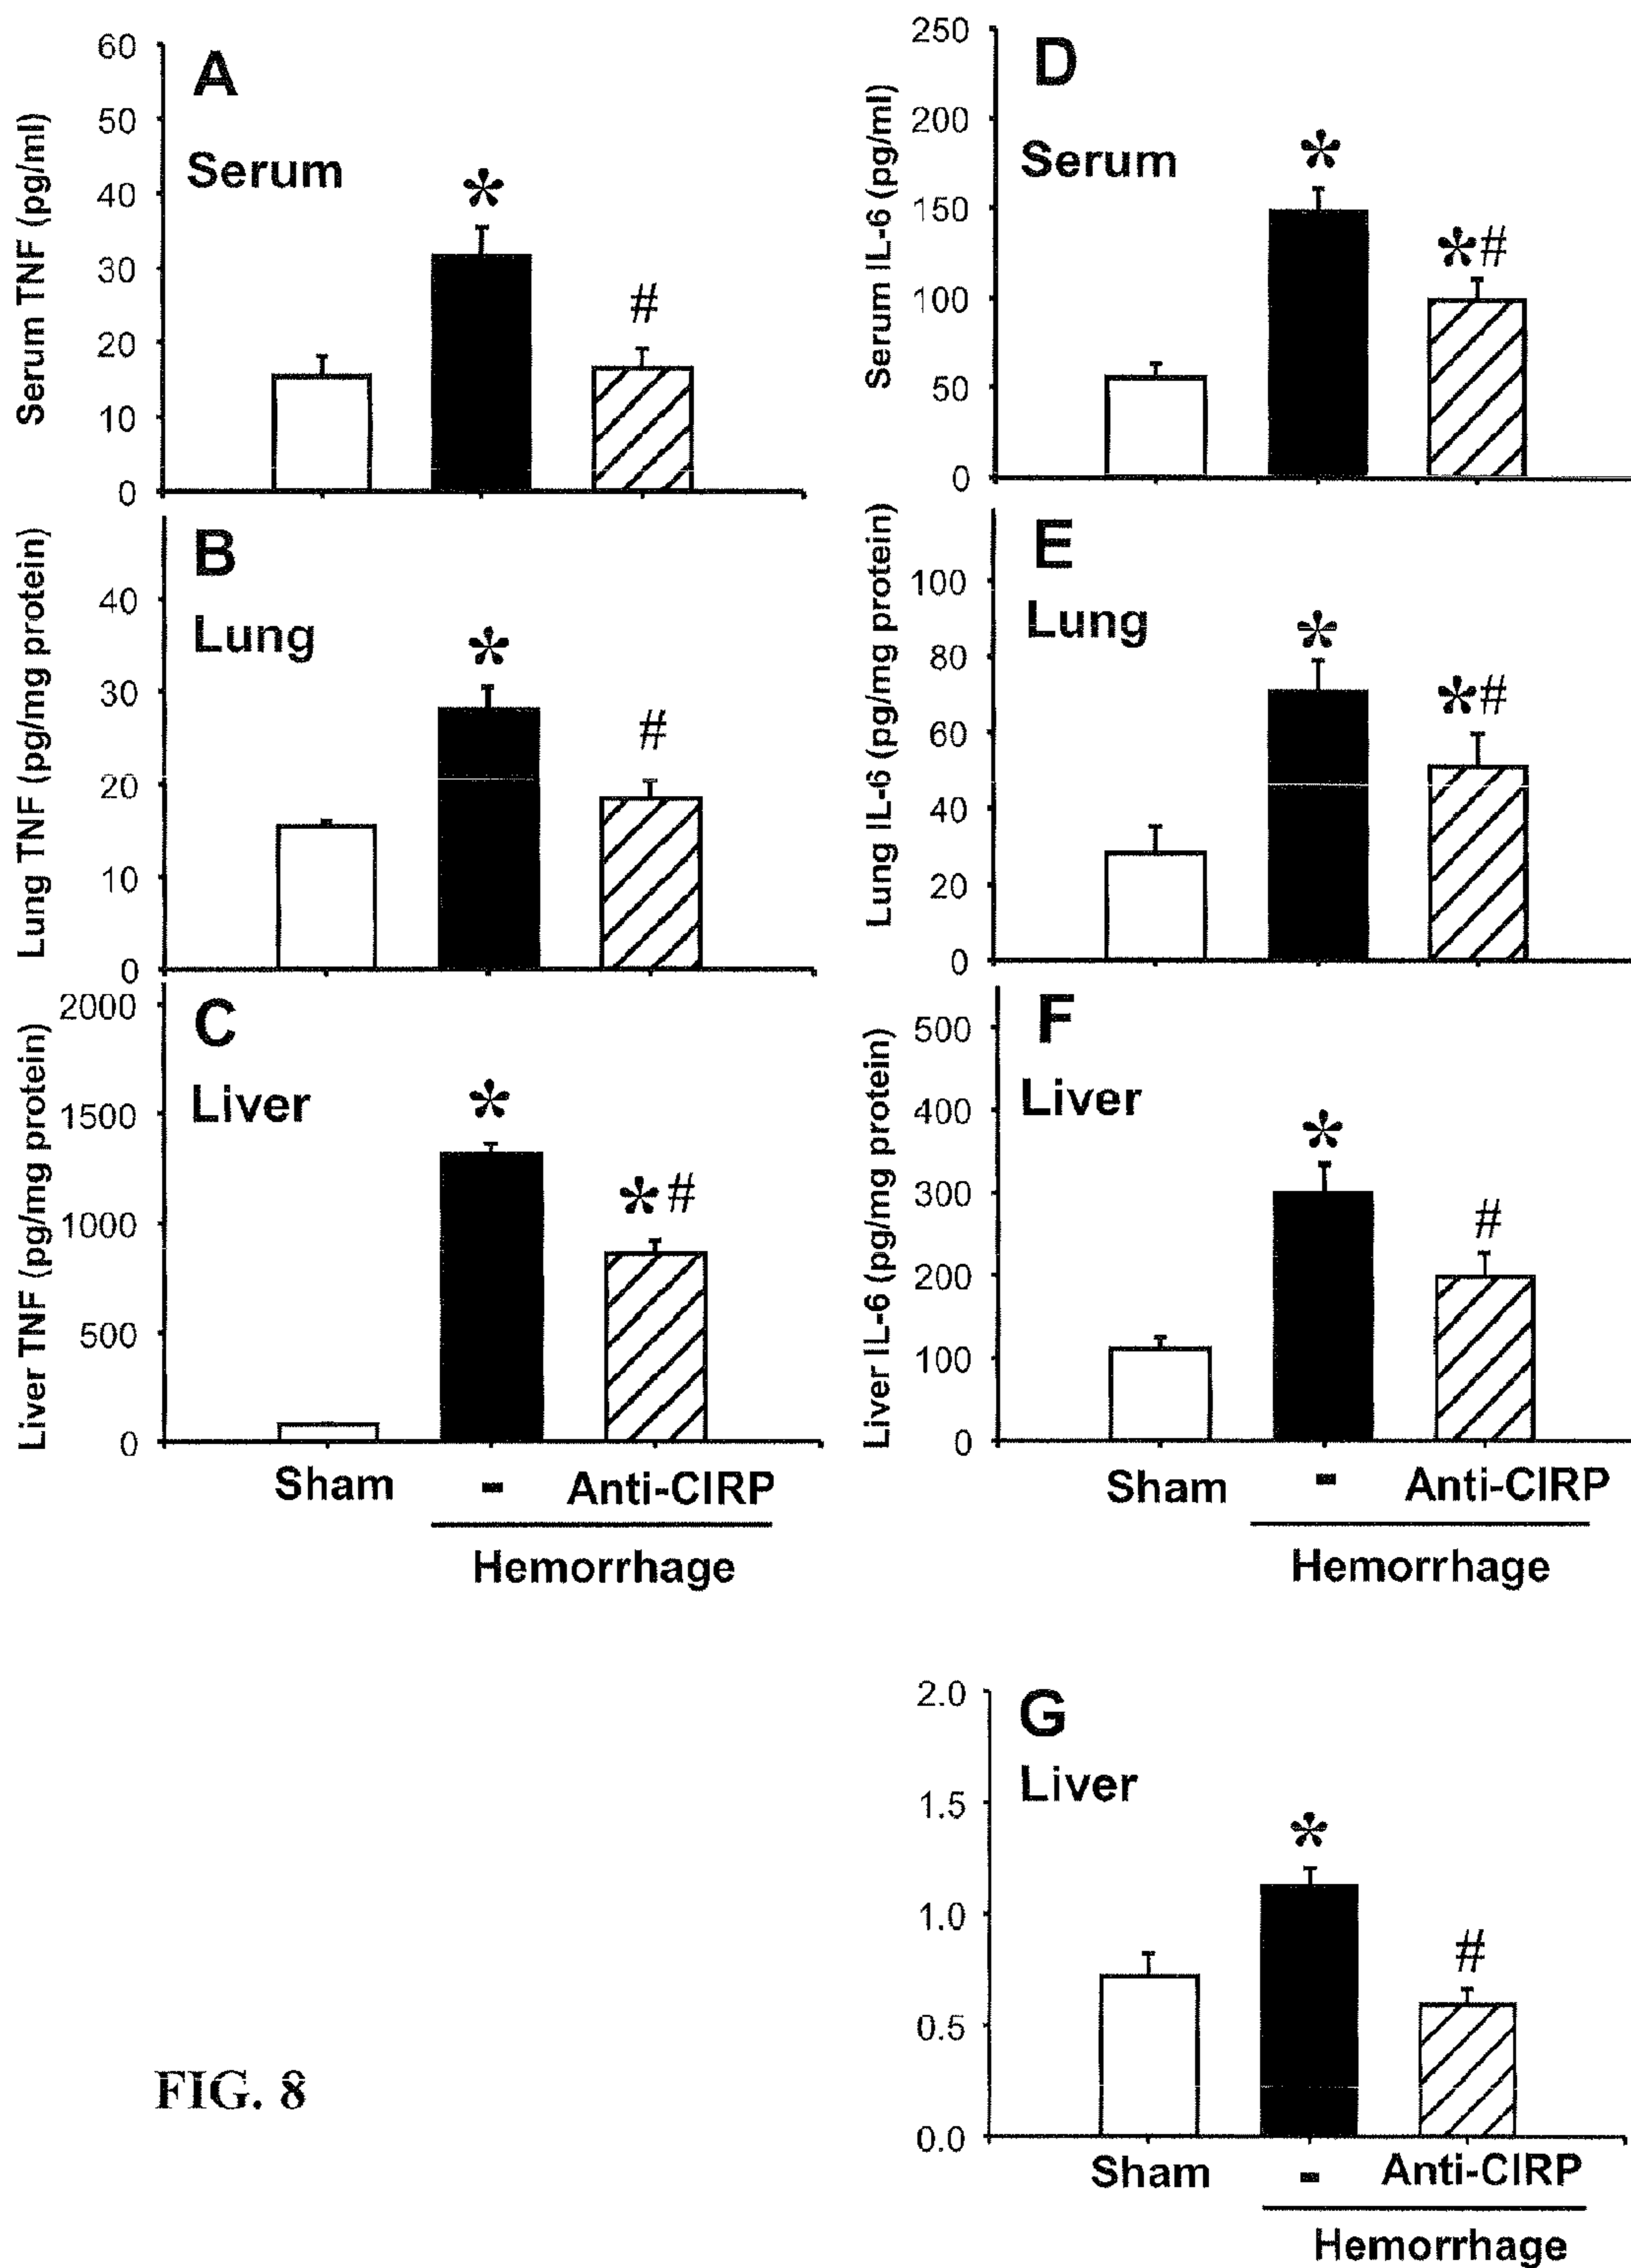 A
Serum
Serum TNF (pg/ml)
60
50
40
30
20
10
0
*
#
B
Lung
Lung TNF (pg/mg protein)
40
30
20
10
0
*
#
C
Liver
Liver TNF (pg/mg protein)
2000
1500
1000
500
0
*
*#
Sham
-
Anti-CIRP
Hemorrhage
D
Serum
Serum IL-6 (pg/ml)
250
200
150
100
50
0
*
*#
E
Lung
Lung IL-6 (pg/mg protein)
100
80
60
40
20
0
*
*#
F
Liver
Liver IL-6 (pg/mg protein)
500
400
300
200
100
0
*
#
Sham
-
Anti-CIRP
Hemorrhage
G
Liver
2.0
1.5
1.0
0.5
0.0
*
#
Sham
-
Anti-CIRP
Hemorrhage
FIG. 8